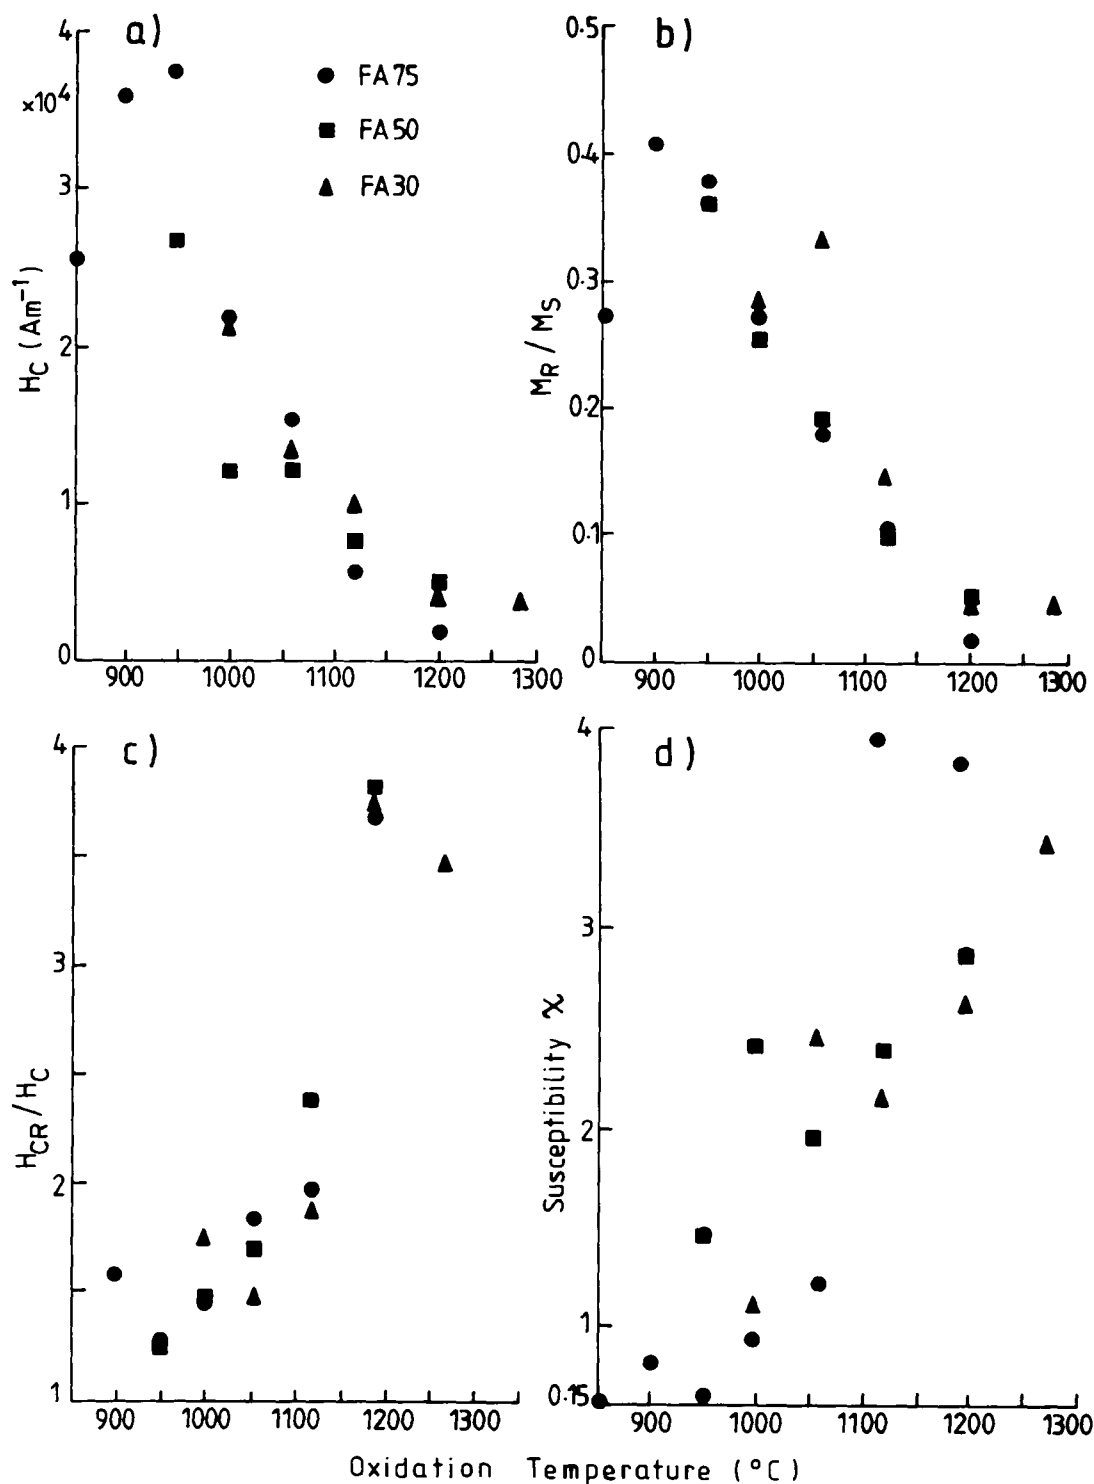 a)
4
×10⁴
3
2
1
0
H_C (Am⁻¹)
900 1000 1100 1200 1300
● FA75
■ FA50
▲ FA30
b)
0.5
0.4
0.3
0.2
0.1
0
M_R / M_S
900 1000 1100 1200 1300
c)
4
3
2
1
H_CR / H_C
900 1000 1100 1200 1300
d)
4
3
2
1
0.15
Susceptibility χ
900 1000 1100 1200 1300
Oxidation Temperature (°C)